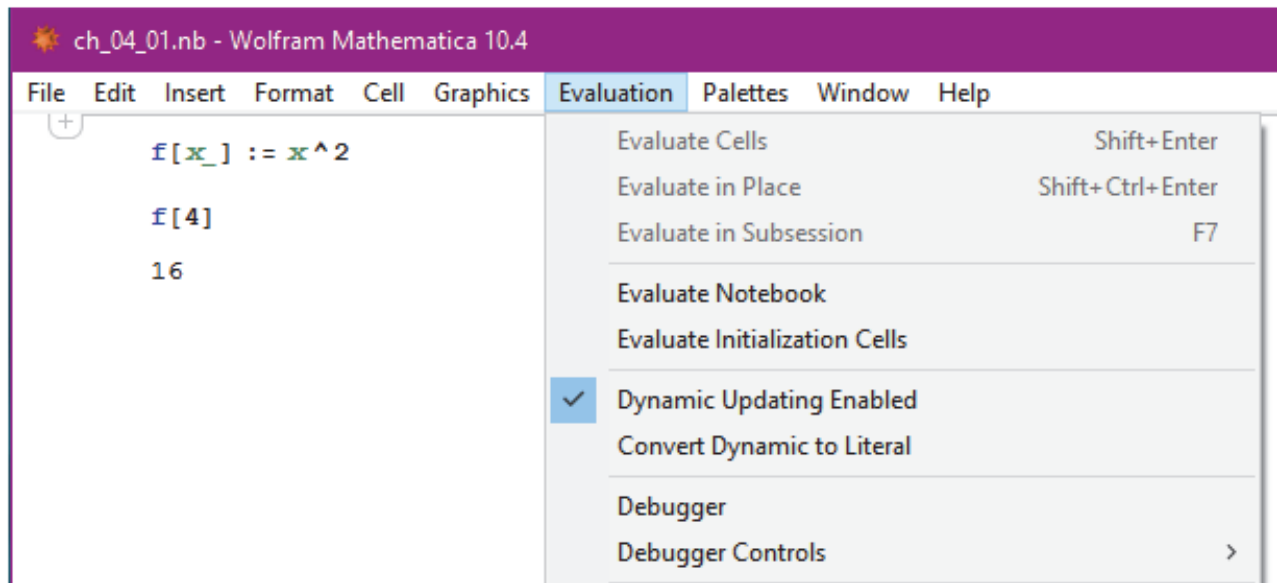 ch_04_01.nb - Wolfram Mathematica 10.4
File Edit Insert Format Cell Graphics Evaluation Palettes Window Help
f[x_] := x^2
f[4]
16
Evaluate Cells Shift+Enter
Evaluate in Place Shift+Ctrl+Enter
Evaluate in Subsession F7
Evaluate Notebook
Evaluate Initialization Cells
Dynamic Updating Enabled
Convert Dynamic to Literal
Debugger
Debugger Controls